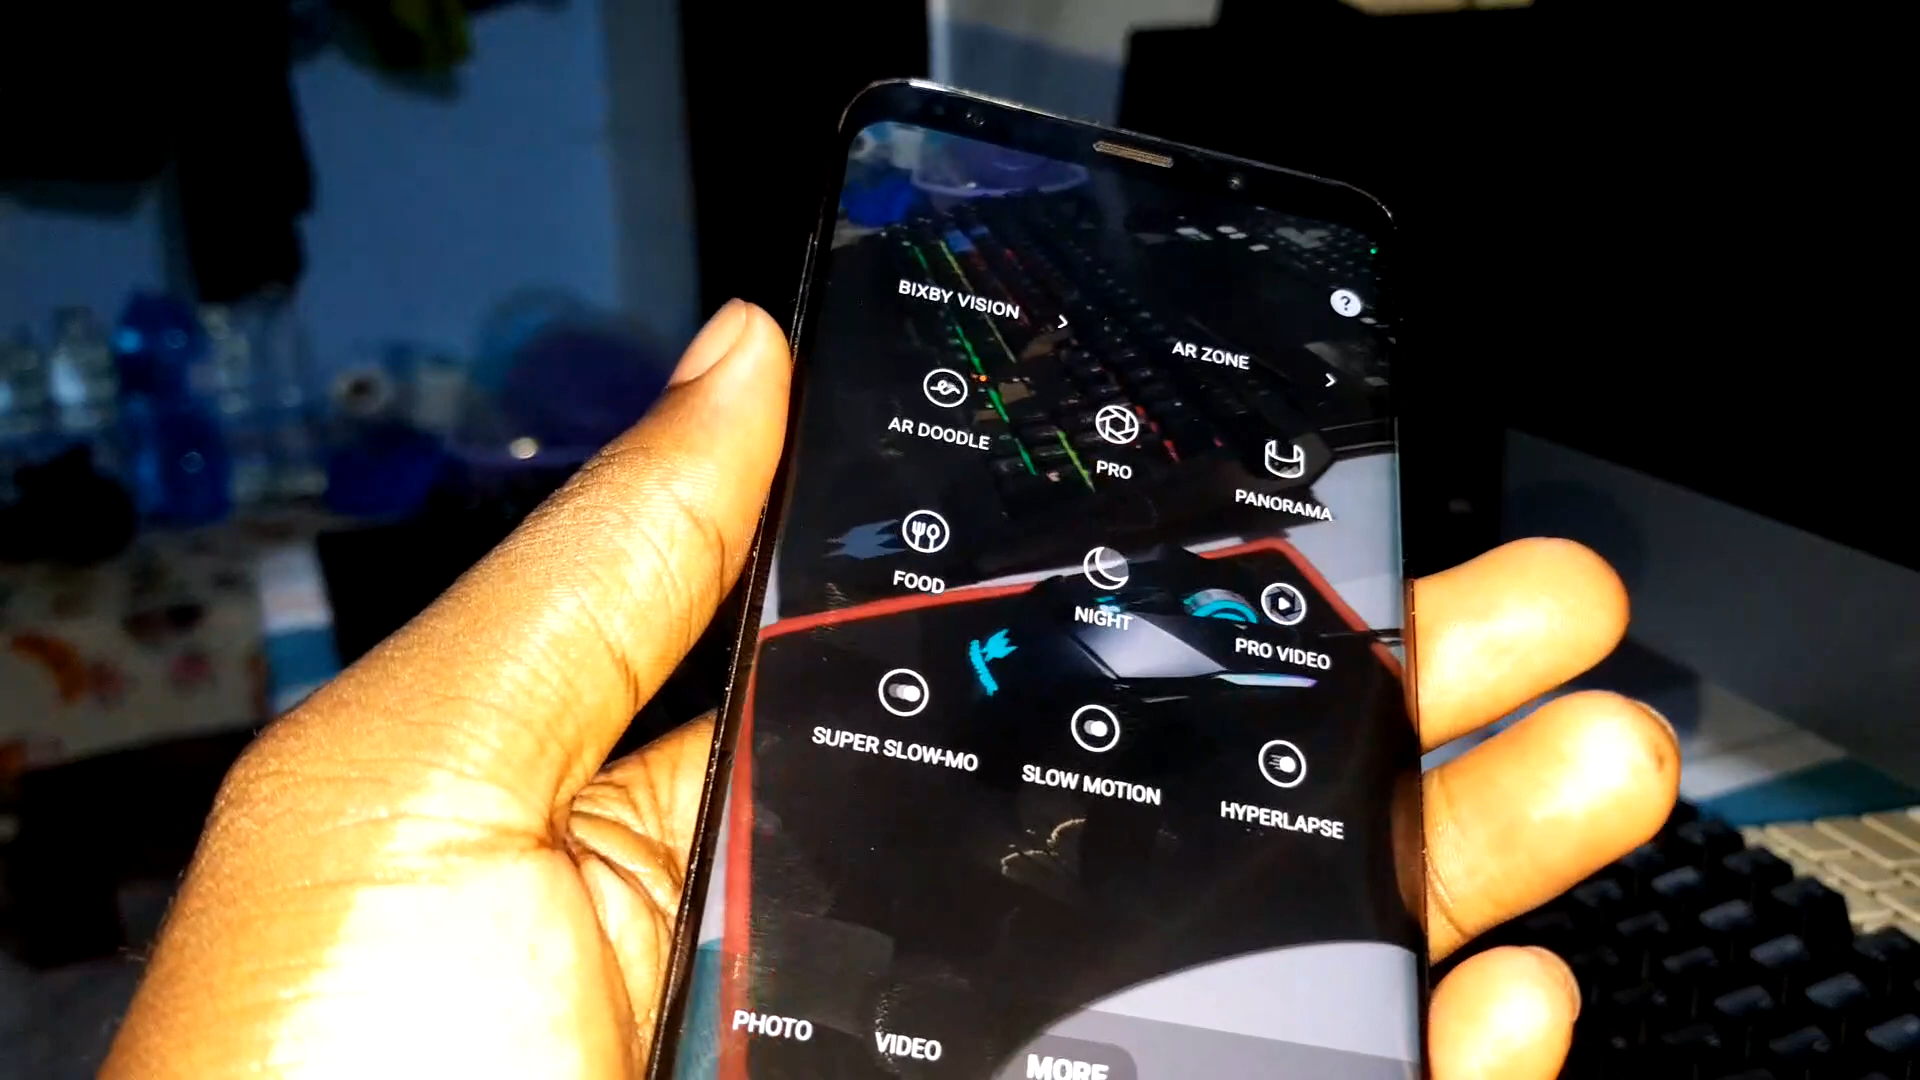 BIXBY VISION
AR ZONE
?
AR DOODLE
PRO
PANORAMA
FOOD
NIGHT
PRO VIDEO
SUPER SLOW-MO
SLOW MOTION
HYPERLAPSE
PHOTO
VIDEO
MORE